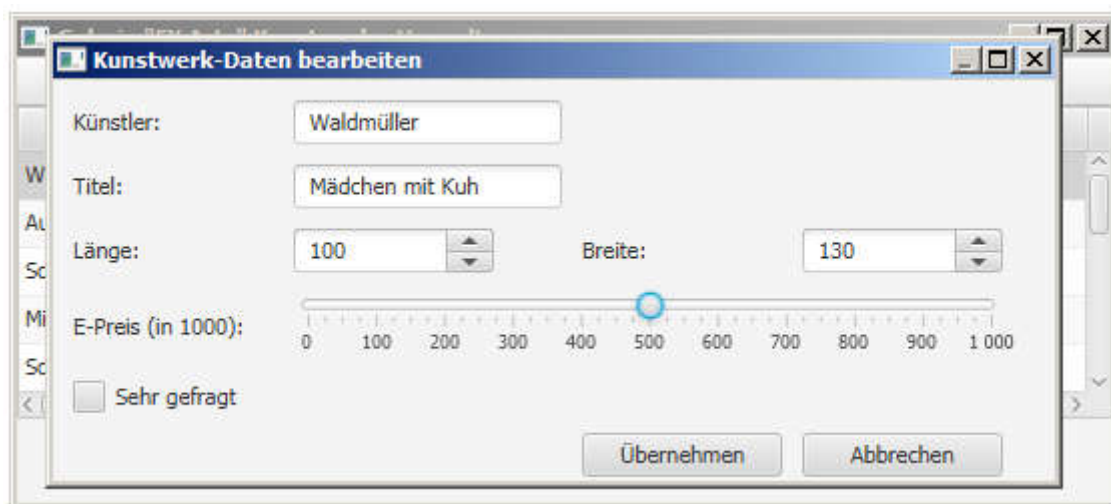 Kunstwerk-Daten bearbeiten
Künstler: Waldmüller
Titel: Mädchen mit Kuh
Länge: 100 Breite: 130
E-Preis (in 1000):
0 100 200 300 400 500 600 700 800 900 1 000
Sehr gefragt
Übernehmen Abbrechen